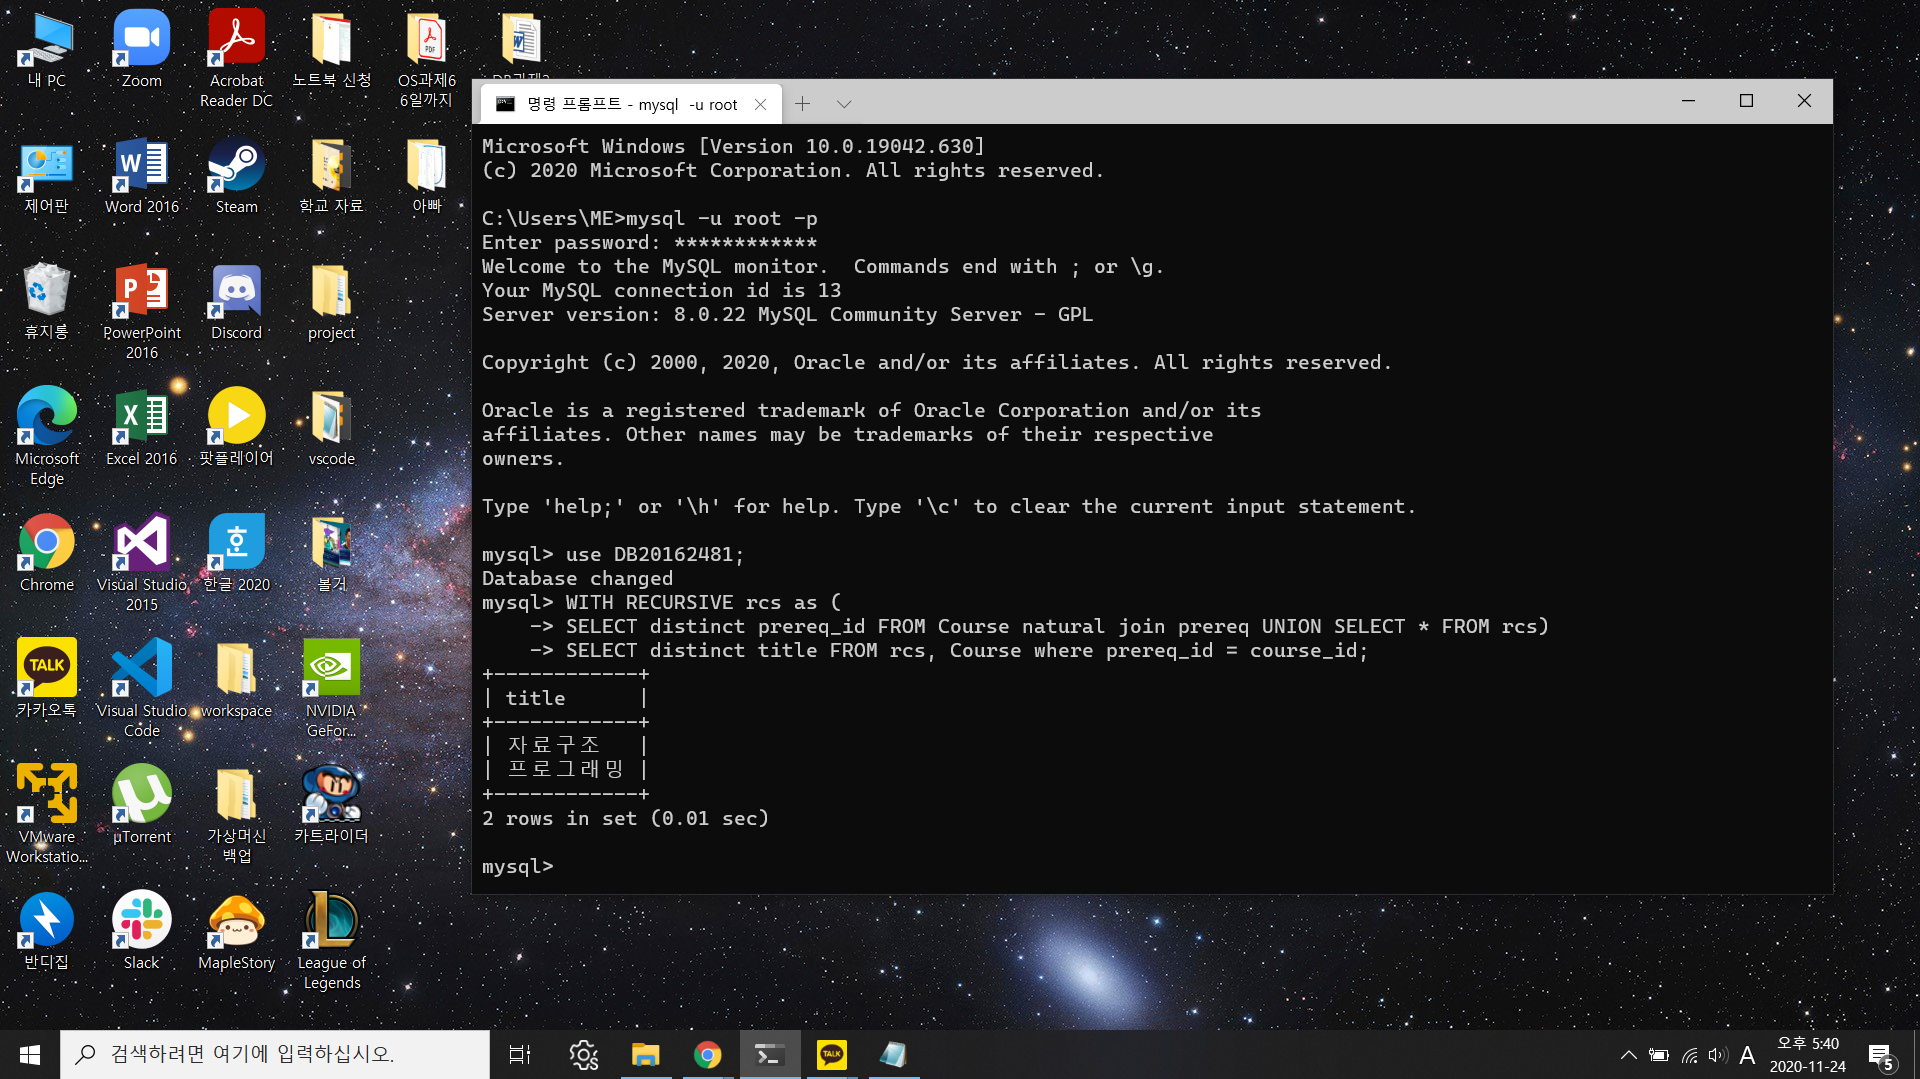 내 PC
Zoom
Acrobat Reader DC
노트북 신청
OS과제6 6일까지
제어판
Word 2016
Steam
학교 자료
아빠
휴지통
PowerPoint 2016
Discord
project
Microsoft Edge
Excel 2016
팟플레이어
vscode
Chrome
Visual Studio 2015
한글 2020
볼거
카카오톡
Visual Studio Code
workspace
NVIDIA GeFor...
VMware Workstatio...
µTorrent
가상머신 백업
카트라이더
반디집
Slack
MapleStory
League of Legends
명령 프롬프트 - mysql  -u root
Microsoft Windows [Version 10.0.19042.630]
(c) 2020 Microsoft Corporation. All rights reserved.
C:\Users\ME>mysql -u root -p
Enter password: ************
Welcome to the MySQL monitor.  Commands end with ; or \g.
Your MySQL connection id is 13
Server version: 8.0.22 MySQL Community Server - GPL
Copyright (c) 2000, 2020, Oracle and/or its affiliates. All rights reserved.
Oracle is a registered trademark of Oracle Corporation and/or its
affiliates. Other names may be trademarks of their respective
owners.
Type 'help;' or '\h' for help. Type '\c' to clear the current input statement.
mysql> use DB20162481;
Database changed
mysql> WITH RECURSIVE rcs as (
    -> SELECT distinct prereq_id FROM Course natural join prereq UNION SELECT * FROM rcs)
    -> SELECT distinct title FROM rcs, Course where prereq_id = course_id;
+------------+
| title      |
+------------+
| 자료구조   |
| 프로그래밍 |
+------------+
2 rows in set (0.01 sec)
mysql>
검색하려면 여기에 입력하십시오.
TALK
A
오후 5:40
2020-11-24
5